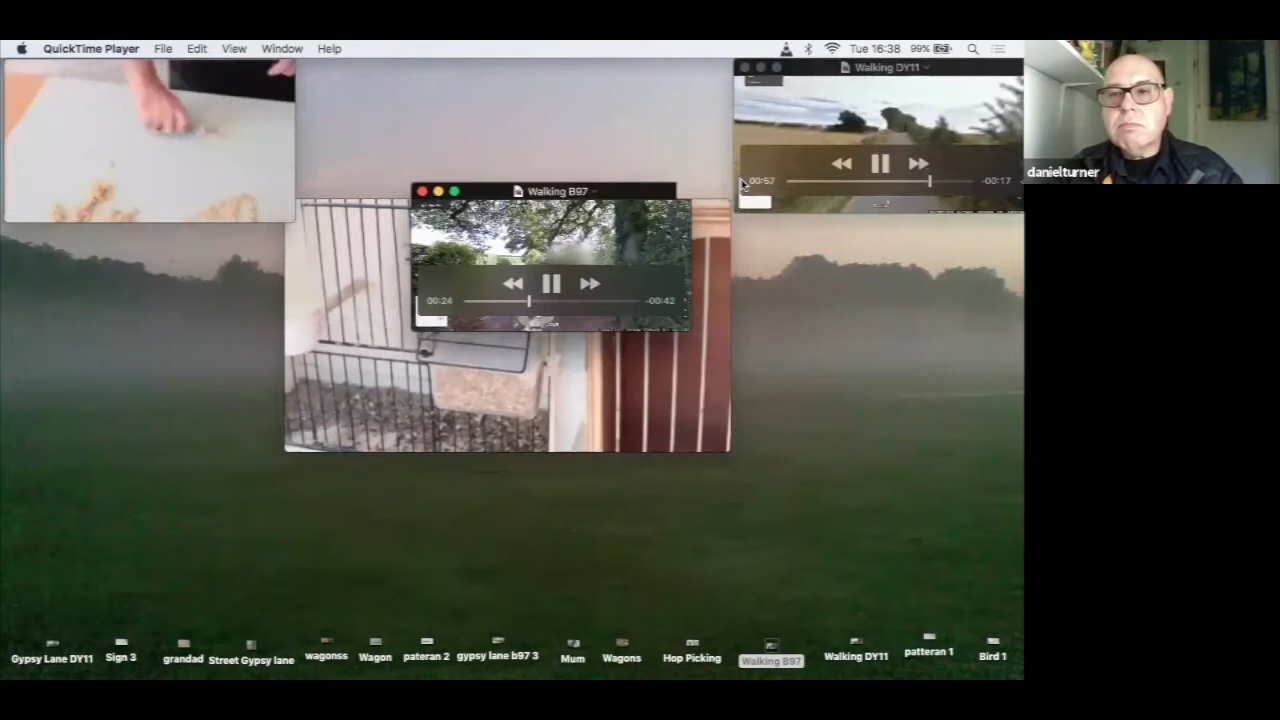 QuickTime Player File Edit View Window Help Tue 16:38 99%
Walking DY11
danielturner
00:57 -00:17
Walking B97
00:24 -00:42
Gypsy Lane DY11 Sign 3 grandad Street Gypsy lane wagonss Wagon pateran 2 gypsy lane b97 3 Mum Wagons Hop Picking Walking B97 Walking DY11 patteran 1 Bird 1